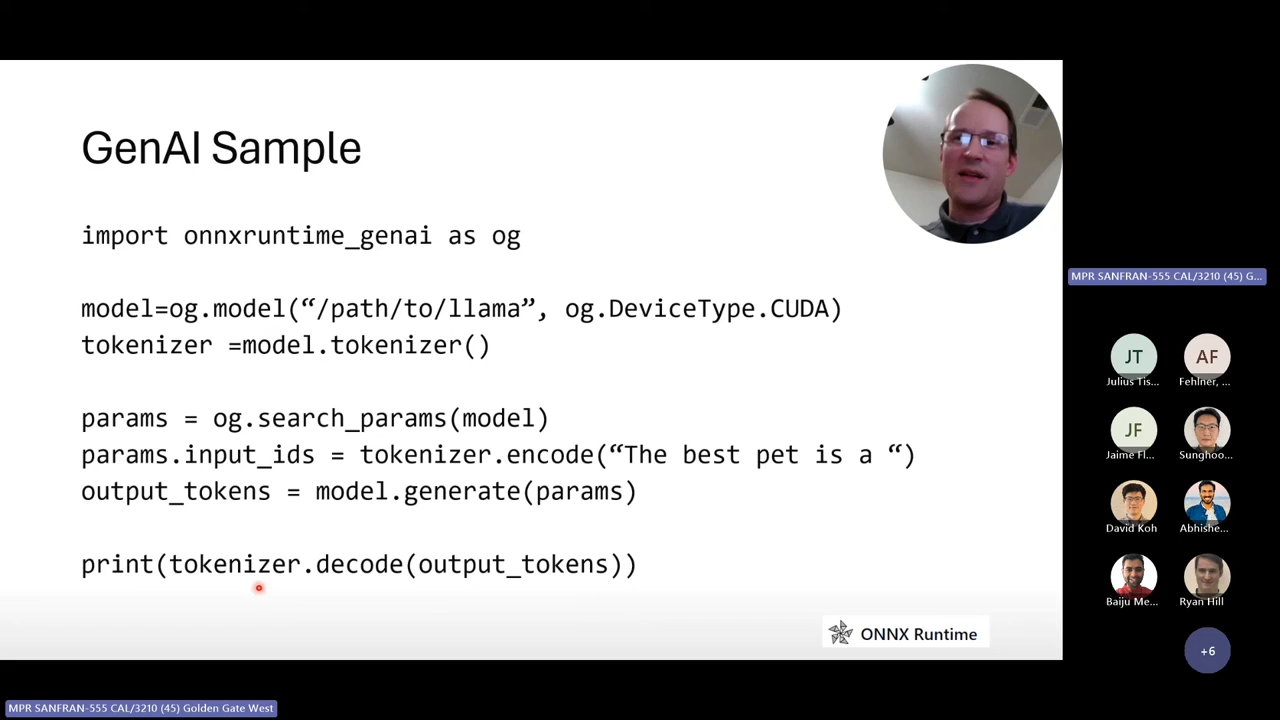 GenAI Sample
import onnxruntime_genai as og
model=og.model(“/path/to/llama”, og.DeviceType.CUDA)
tokenizer =model.tokenizer()
params = og.search_params(model)
params.input_ids = tokenizer.encode(“The best pet is a “)
output_tokens = model.generate(params)
print(tokenizer.decode(output_tokens))
ONNX Runtime
MPR SANFRAN-555 CAL/3210 (45) G...
JT
AF
Julius Tis...
Fehlner, ...
JF
Jaime Fl...
Sunghoo...
David Koh
Abhishe...
Baiju Me...
Ryan Hill
+6
MPR SANFRAN-555 CAL/3210 (45) Golden Gate West